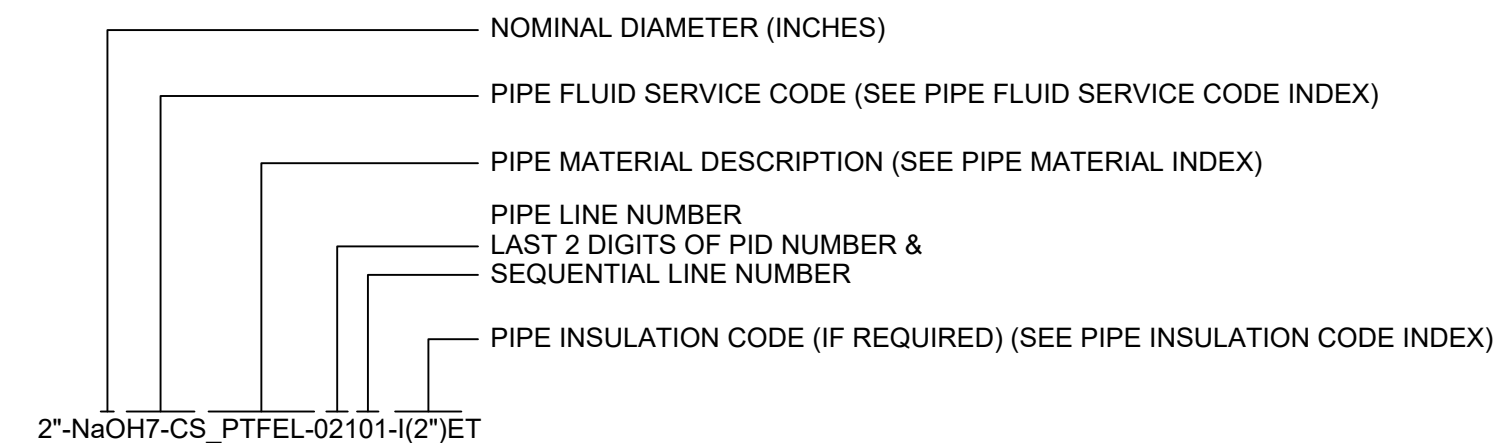 NOMINAL DIAMETER (INCHES)
PIPE FLUID SERVICE CODE (SEE PIPE FLUID SERVICE CODE INDEX)
PIPE MATERIAL DESCRIPTION (SEE PIPE MATERIAL INDEX)
PIPE LINE NUMBER
LAST 2 DIGITS OF PID NUMBER &
SEQUENTIAL LINE NUMBER
PIPE INSULATION CODE (IF REQUIRED) (SEE PIPE INSULATION CODE INDEX)
2"-NaOH7-CS_PTFEL-02101-I(2")ET